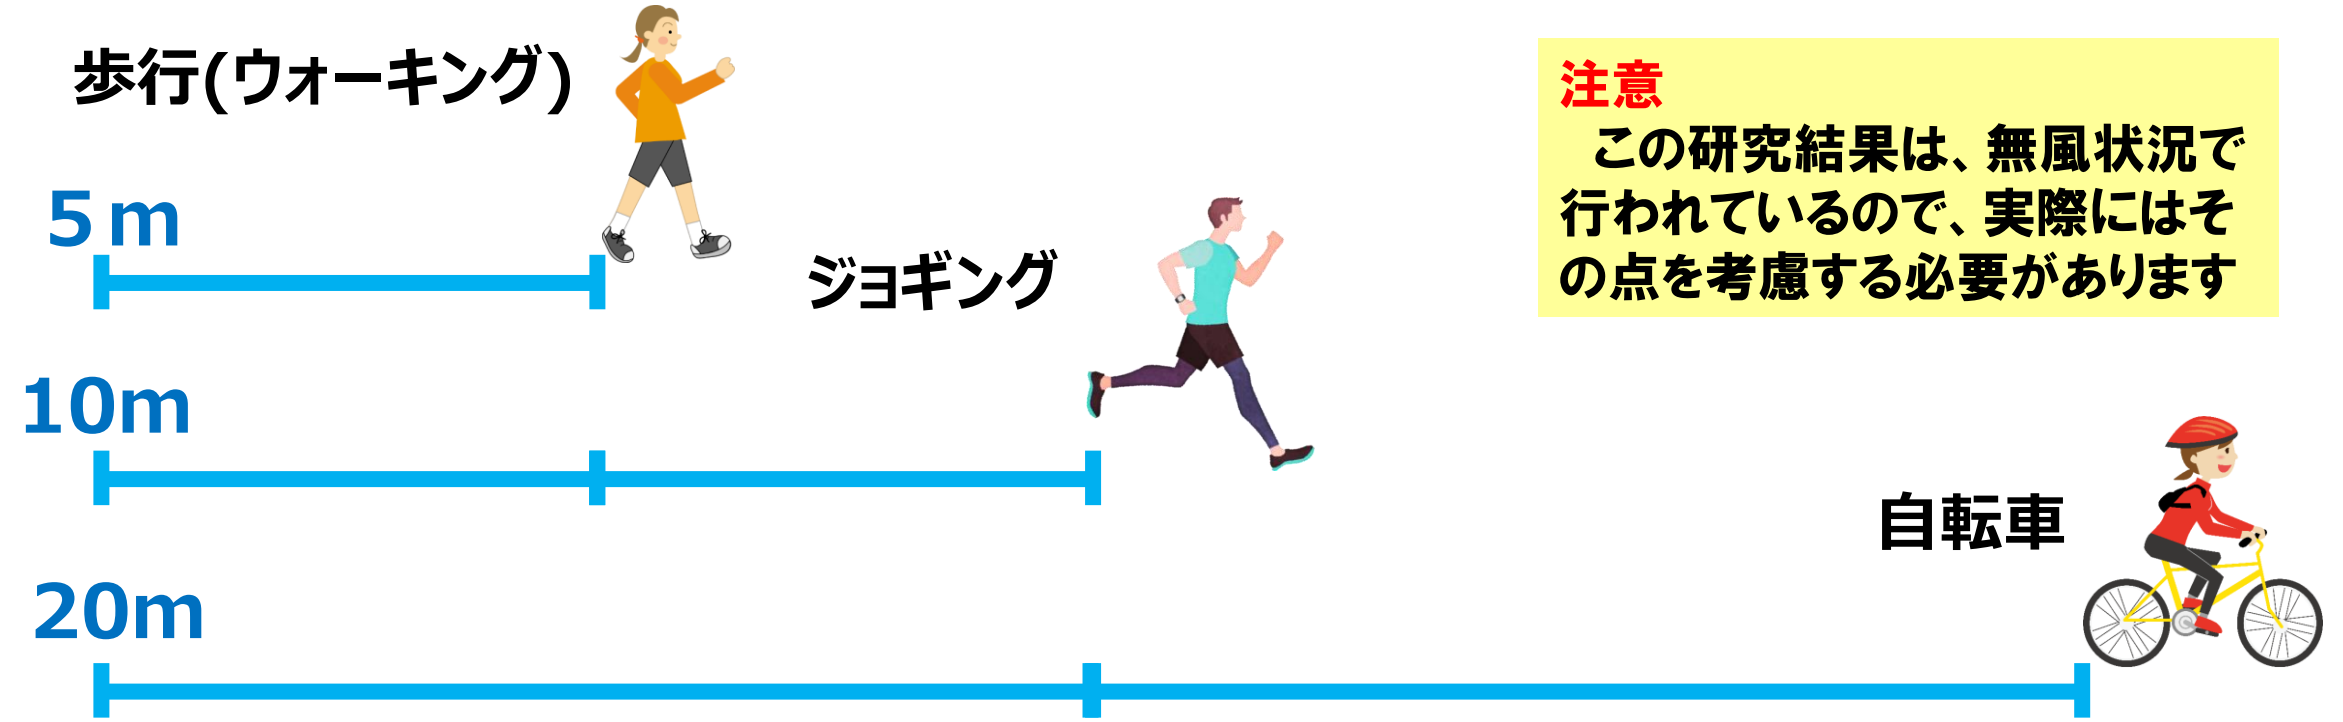 歩行(ウォーキング)
5m
ジョギング
10m
自転車
20m
注意
この研究結果は、無風状況で
行われているので、実際にはそ
の点を考慮する必要があります